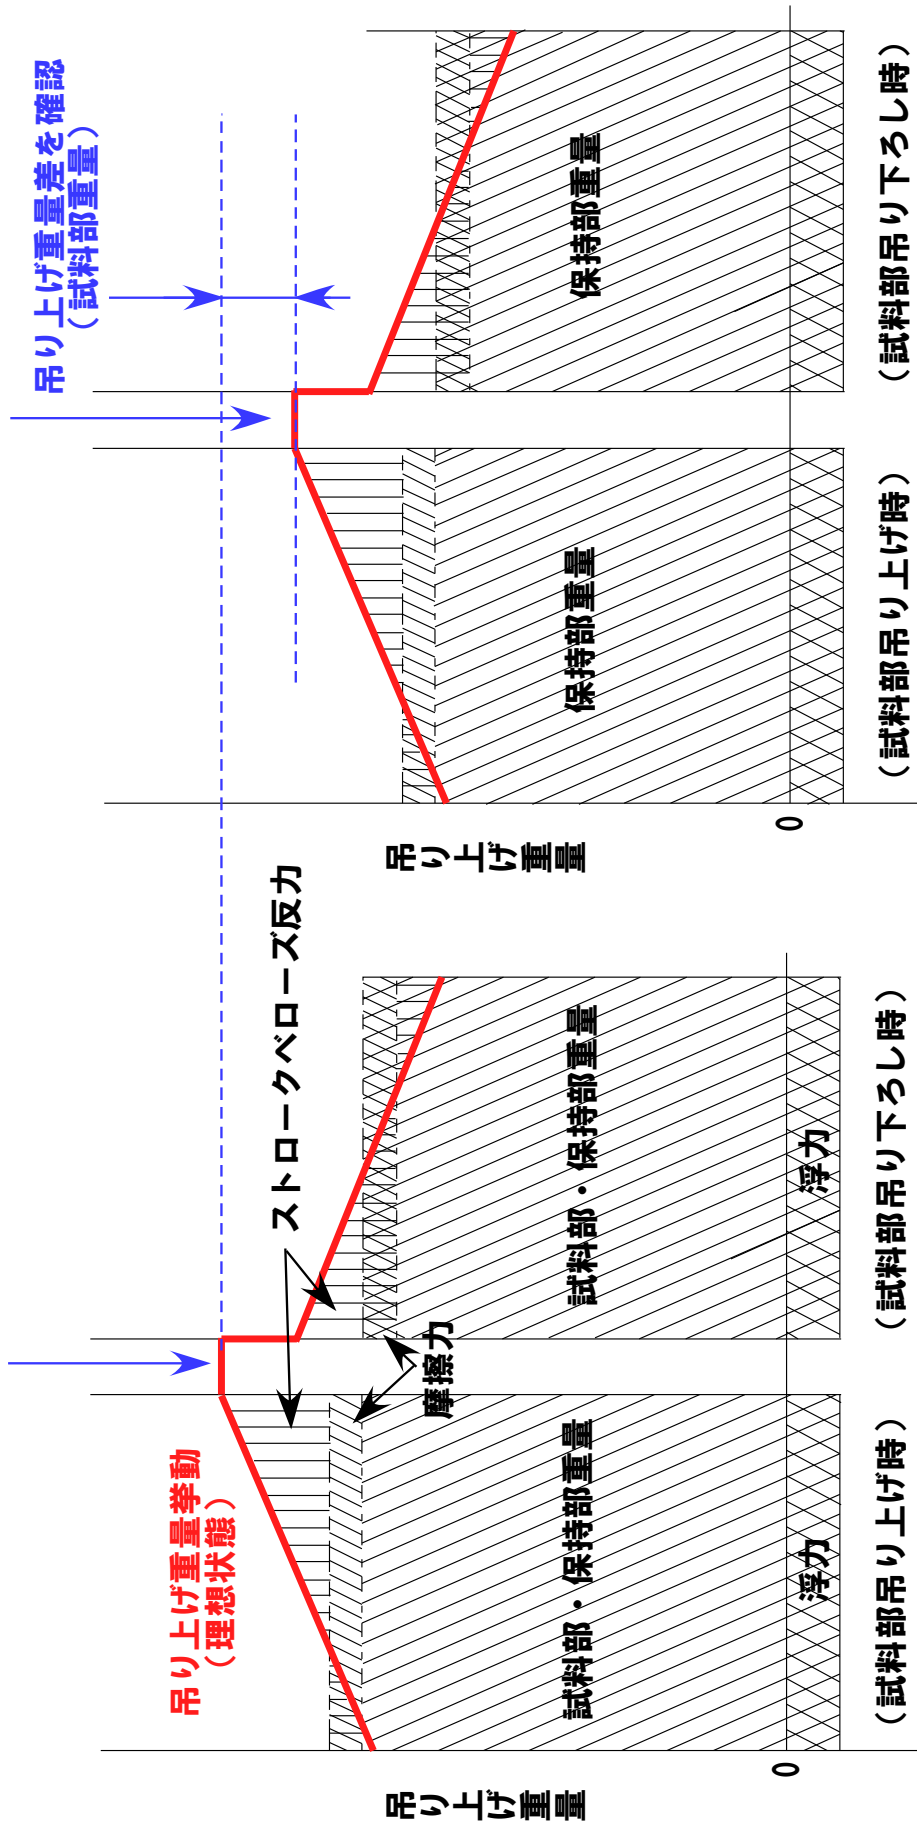 吊り上げ重量挙動
（理想状態）
ストロークベローズ反力
摩擦力
吊り上げ重量
0
試料部・保持部重量
浮力
（試料部吊り上げ時）
試料部・保持部重量
浮力
（試料部吊り下ろし時）
吊り上げ重量差を確認
（試料部重量）
吊り上げ重量
0
保持部重量
（試料部吊り上げ時）
保持部重量
（試料部吊り下ろし時）